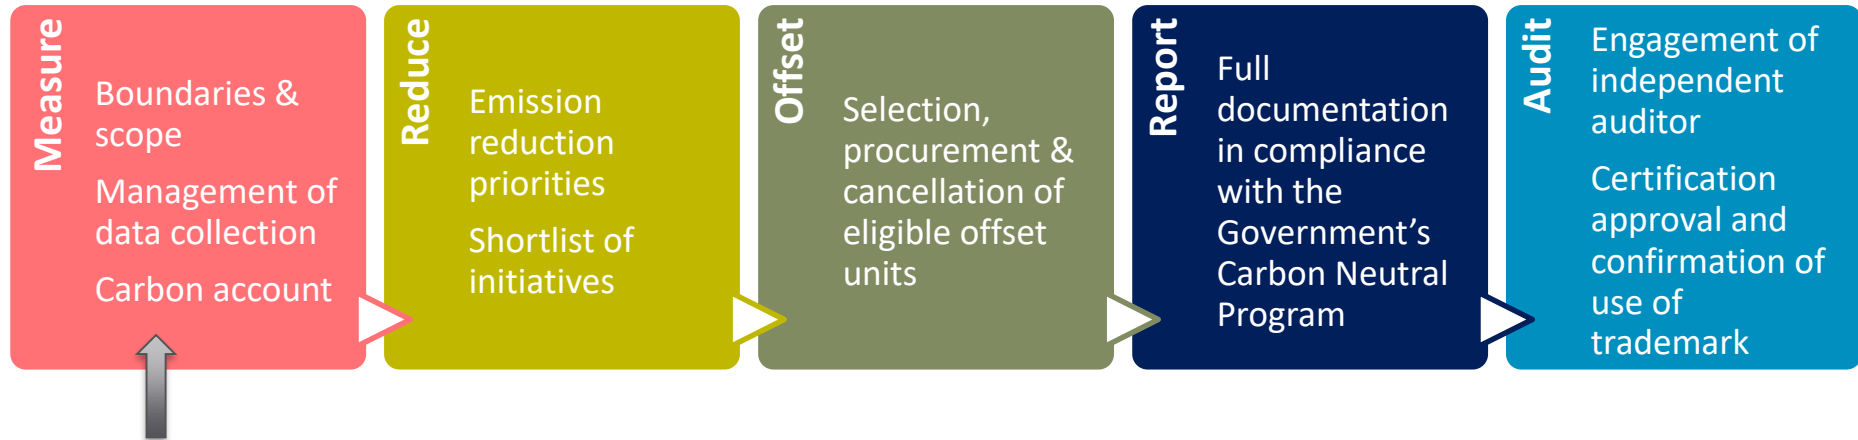 Measure
Boundaries &
scope
Management of
data collection
Carbon account
Reduce
Emission
reduction
priorities
Shortlist of
initiatives
Offset
Selection,
procurement &
cancellation of
eligible offset
units
Report
Full
documentation
in compliance
with the
Government’s
Carbon Neutral
Program
Audit
Engagement of
independent
auditor
Certification
approval and
confirmation of
use of
trademark